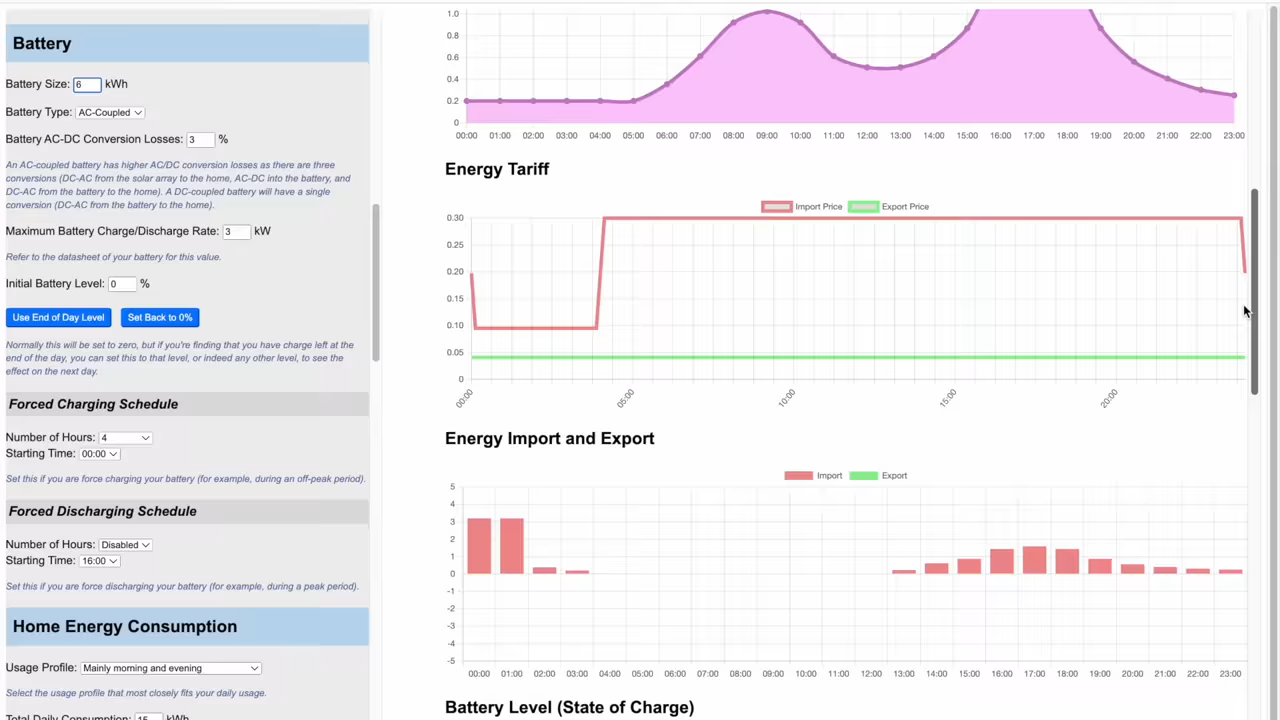 Battery
Battery Size: 6 kWh
Battery Type: AC-Coupled
Battery AC-DC Conversion Losses: 3 %
An AC-coupled battery has higher AC/DC conversion losses as there are three
conversions (DC-AC from the solar array to the home, AC-DC into the battery, and
DC-AC from the battery to the home). A DC-coupled battery will have a single
conversion (DC-AC from the battery to the home).
Maximum Battery Charge/Discharge Rate: 3 kW
Refer to the datasheet of your battery for this value.
Initial Battery Level: 0 %
Use End of Day Level Set Back to 0%
Normally this will be set to zero, but if you're finding that you have charge left at the
end of the day, you can set this to that level, or indeed any other level, to see the
effect on the next day.
Forced Charging Schedule
Number of Hours: 4
Starting Time: 00:00
Set this if you are force charging your battery (for example, during an off-peak period).
Forced Discharging Schedule
Number of Hours: Disabled
Starting Time: 16:00
Set this if you are force discharging your battery (for example, during a peak period).
Home Energy Consumption
Usage Profile: Mainly morning and evening
Select the usage profile that most closely fits your daily usage.
Total Daily Consumption: 15 kWh
1.0
0.8
0.6
0.4
0.2
0
00:00 01:00 02:00 03:00 04:00 05:00 06:00 07:00 08:00 09:00 10:00 11:00 12:00 13:00 14:00 15:00 16:00 17:00 18:00 19:00 20:00 21:00 22:00 23:00
Energy Tariff
Import Price Export Price
0.30
0.25
0.20
0.15
0.10
0.05
0
00:00 05:00 10:00 15:00 20:00
Energy Import and Export
Import Export
5
4
3
2
1
0
-1
-2
-3
-4
-5
00:00 01:00 02:00 03:00 04:00 05:00 06:00 07:00 08:00 09:00 10:00 11:00 12:00 13:00 14:00 15:00 16:00 17:00 18:00 19:00 20:00 21:00 22:00 23:00
Battery Level (State of Charge)